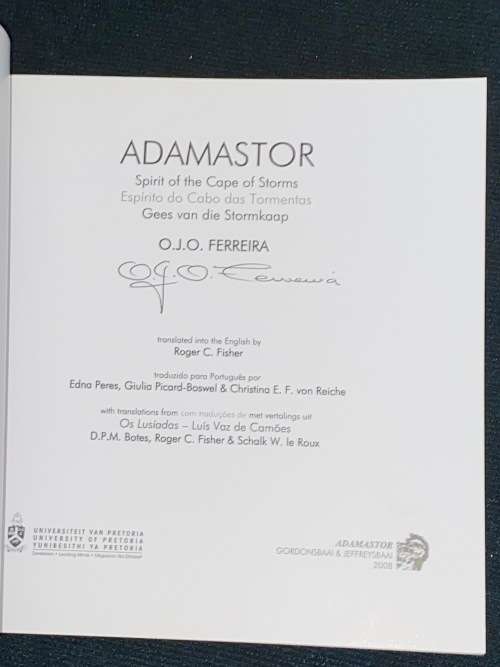 ADAMASTOR
Spirit of the Cape of Storms
Espírito do Cabo das Tormentas
Gees van die Stormkaap
O.J.O. FERREIRA
O.J.O. Ferreira
translated into the English by
Roger C. Fisher
traduzido para Português por
Edna Peres, Giulia Picard-Boswel & Christina E. F. von Reiche
with translations from com traduções de met vertalings uit
Os Lusíadas – Luís Vaz de Camões
D.P.M. Botes, Roger C. Fisher & Schalk W. le Roux
UNIVERSITEIT VAN PRETORIA
UNIVERSITY OF PRETORIA
YUNIBESITHI YA PRETORIA
ADAMASTOR
GORDONSBAAI & JEFFREYSBAAI
2008